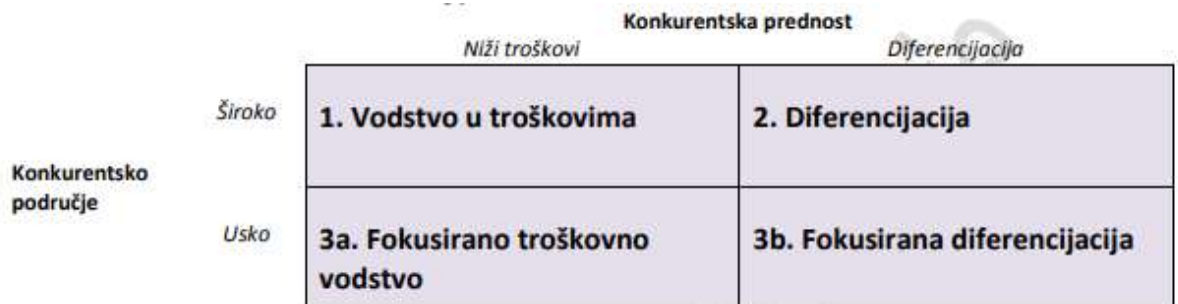 Konkurentska prednost
Niži troškovi Diferencijacija
Široko 1. Vodstvo u troškovima 2. Diferencijacija
Konkurentsko
područje
Usko 3a. Fokusirano troškovno 3b. Fokusirana diferencijacija
vodstvo